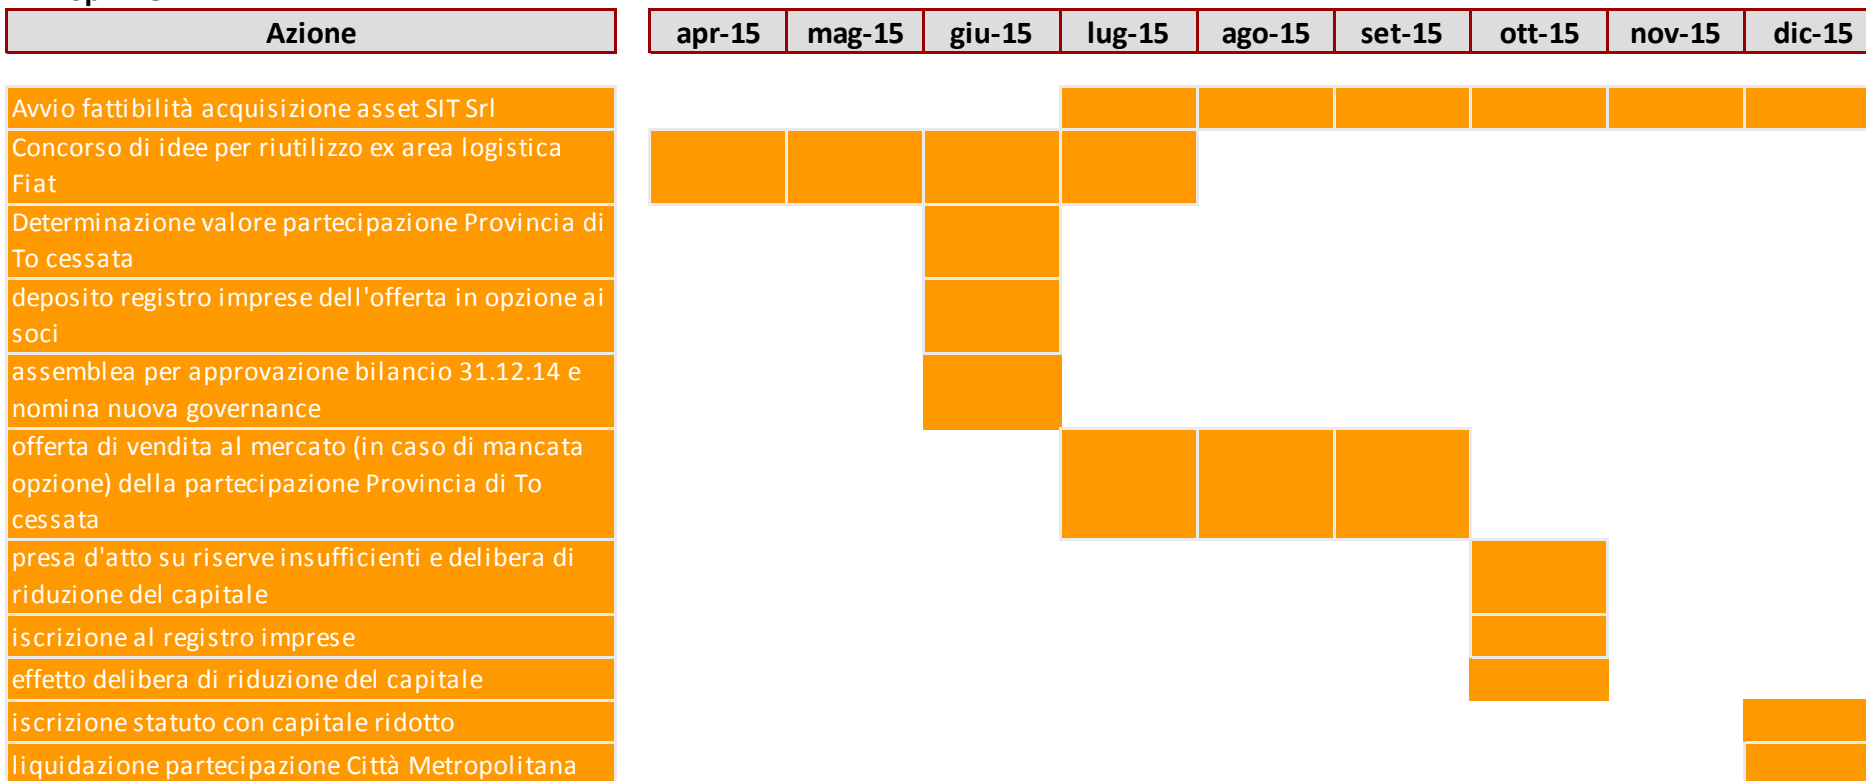 Azione apr-15 mag-15 giu-15 lug-15 ago-15 set-15 ott-15 nov-15 dic-15
Avvio fattibilità acquisizione asset SIT Srl
Concorso di idee per riutilizzo ex area logistica
Fiat
Determinazione valore partecipazione Provincia di
To cessata
deposito registro imprese dell'offerta in opzione ai
soci
assemblea per approvazione bilancio 31.12.14 e
nomina nuova governance
offerta di vendita al mercato (in caso di mancata
opzione) della partecipazione Provincia di To
cessata
presa d'atto su riserve insufficienti e delibera di
riduzione del capitale
iscrizione al registro imprese
effetto delibera di riduzione del capitale
iscrizione statuto con capitale ridotto
liquidazione partecipazione Città Metropolitana